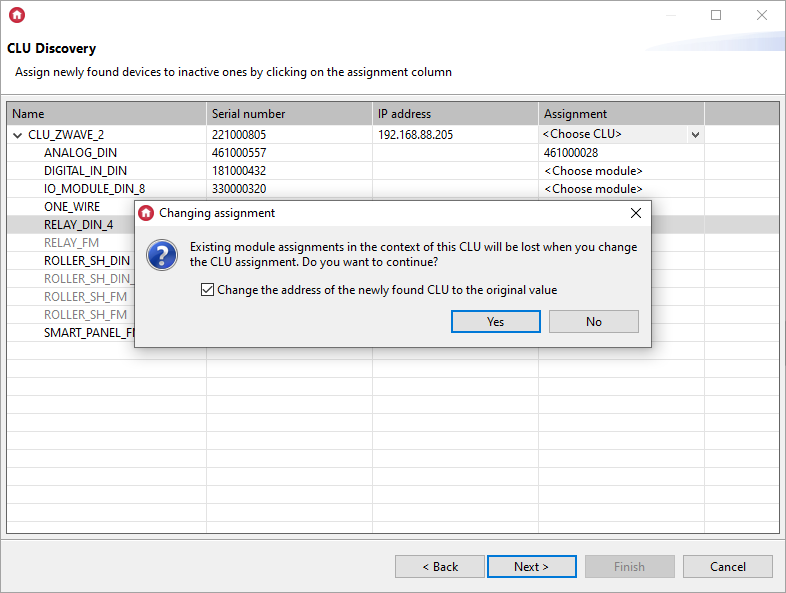 CLU Discovery
Assign newly found devices to inactive ones by clicking on the assignment column
Name Serial number IP address Assignment
CLU_ZWAVE_2 221000805 192.168.88.205 <Choose CLU>
ANALOG_DIN 461000557 461000028
DIGITAL_IN_DIN 181000432 <Choose module>
IO_MODULE_DIN_8 330000320 <Choose module>
ONE_WIRE
RELAY_DIN_4
RELAY_FM
ROLLER_SH_DIN
ROLLER_SH_DIN_
ROLLER_SH_FM
ROLLER_SH_FM
SMART_PANEL_F
Changing assignment
Existing module assignments in the context of this CLU will be lost when you change
the CLU assignment. Do you want to continue?
Change the address of the newly found CLU to the original value
Yes No
< Back Next > Finish Cancel